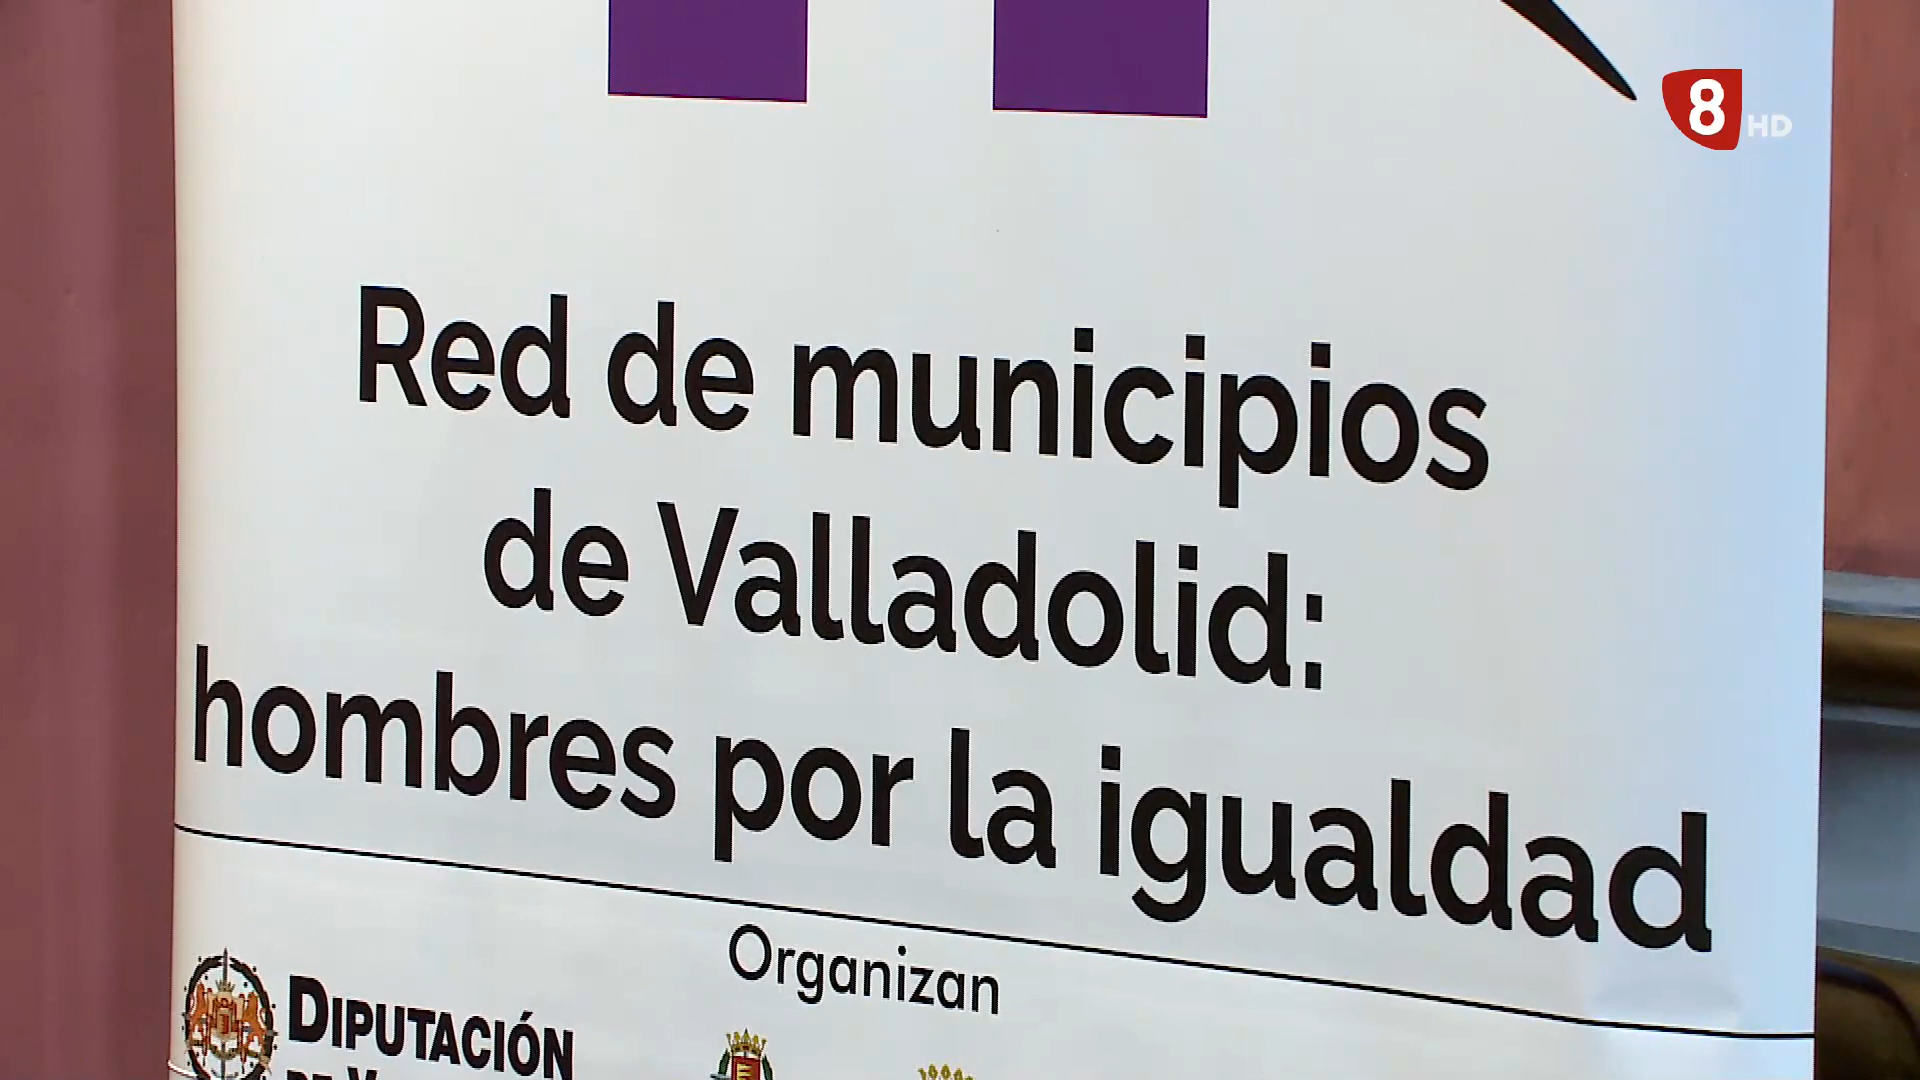 8 HD
Red de municipios
de Valladolid:
hombres por la igualdad
Organizan
DIPUTACIÓN